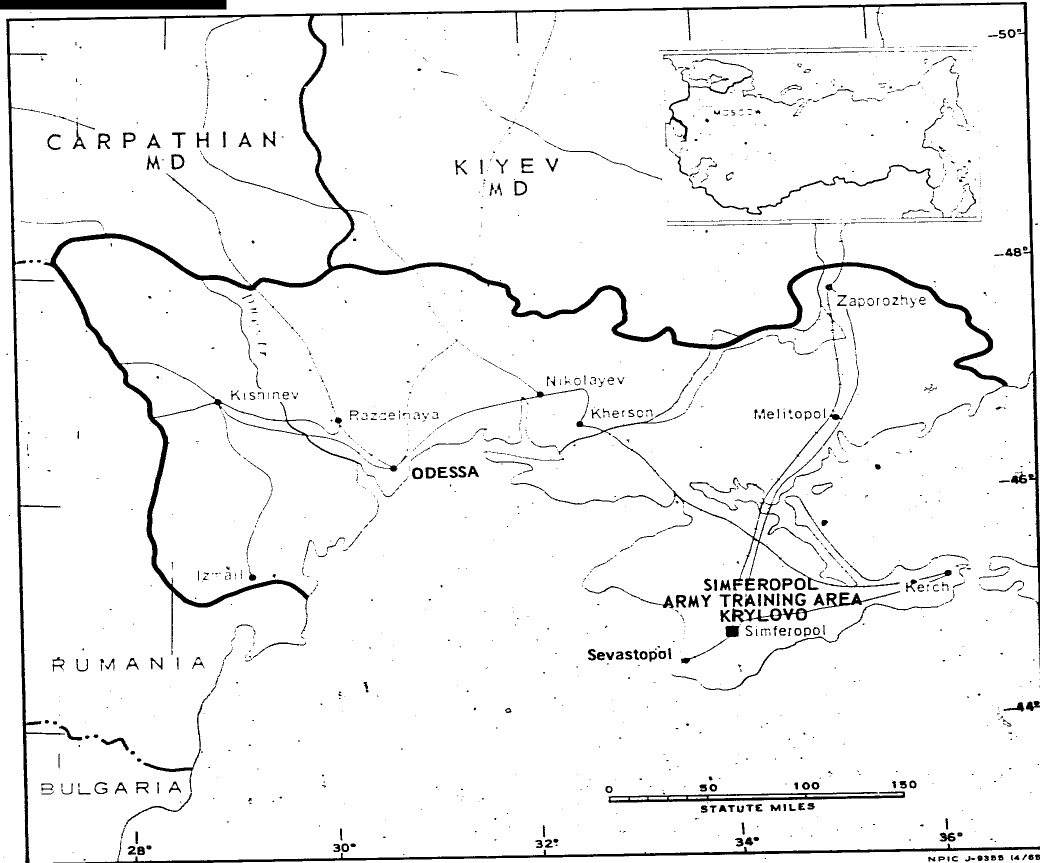 50°
MOSCOW
CARPATHIAN
MD
KIYEV
MD
48°
Zaporozhye
Kishinev
Razdelnaya
Nikolayev
Kherson
Melitopol
ODESSA
46°
Izmail
SIMFEROPOL
ARMY TRAINING AREA
KRYLOVO
Kerch
Simferopol
Sevastopol
RUMANIA
44°
BULGARIA
0 50 100 150
STATUTE MILES
28° 30° 32° 34° 36°